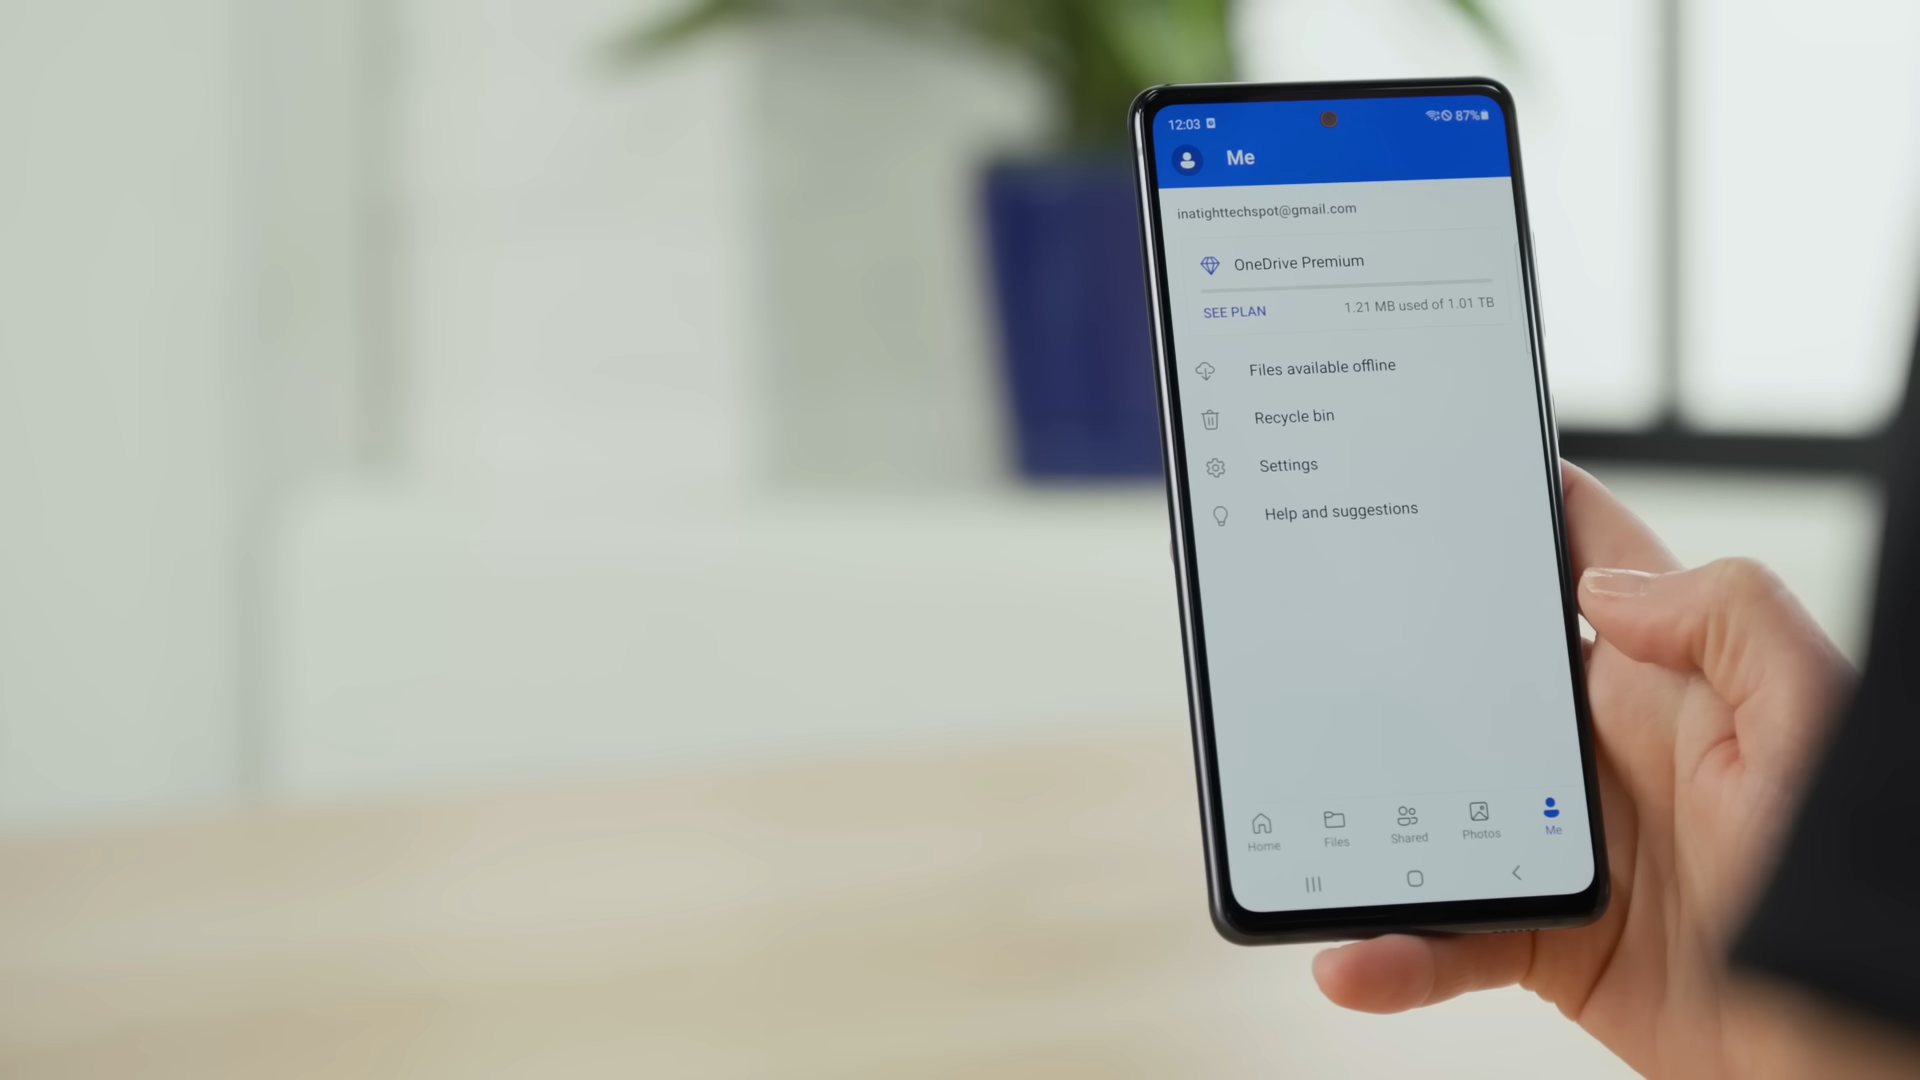 12:03 87%
Me
inatighttechspot@gmail.com
OneDrive Premium
SEE PLAN 1.21 MB used of 1.01 TB
Files available offline
Recycle bin
Settings
Help and suggestions
Home Files Shared Photos Me